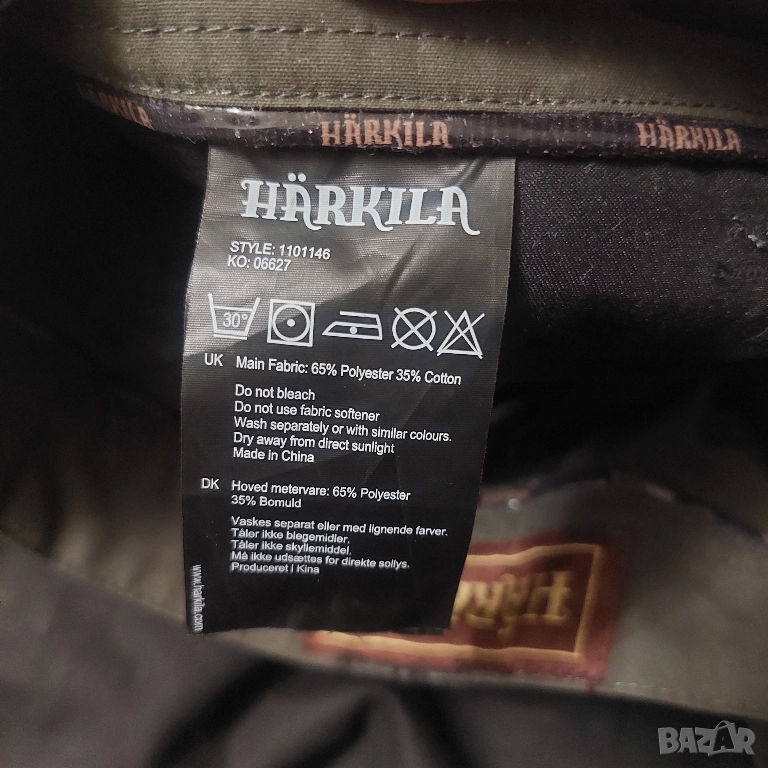 HÄRKILA HÄRKILA HÄRKILA
HÄRKILA
STYLE: 1101146
KO: 06627
30°
UK Main Fabric: 65% Polyester 35% Cotton
Do not bleach
Do not use fabric softener
Wash separately or with similar colours.
Dry away from direct sunlight
Made in China
DK Hoved metervare: 65% Polyester
35% Bomuld
Vaskes separat eller med lignende farver.
Tåler ikke blegemidler.
Tåler ikke skyllemiddel.
Må ikke udsættes for direkte sollys.
Produceret i Kina
www.härkila.com
BAZAR